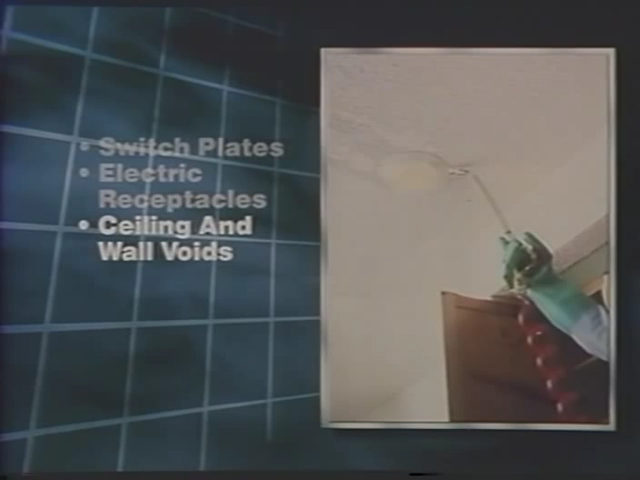 • Switch Plates
• Electric
Receptacles
• Ceiling And
Wall Voids